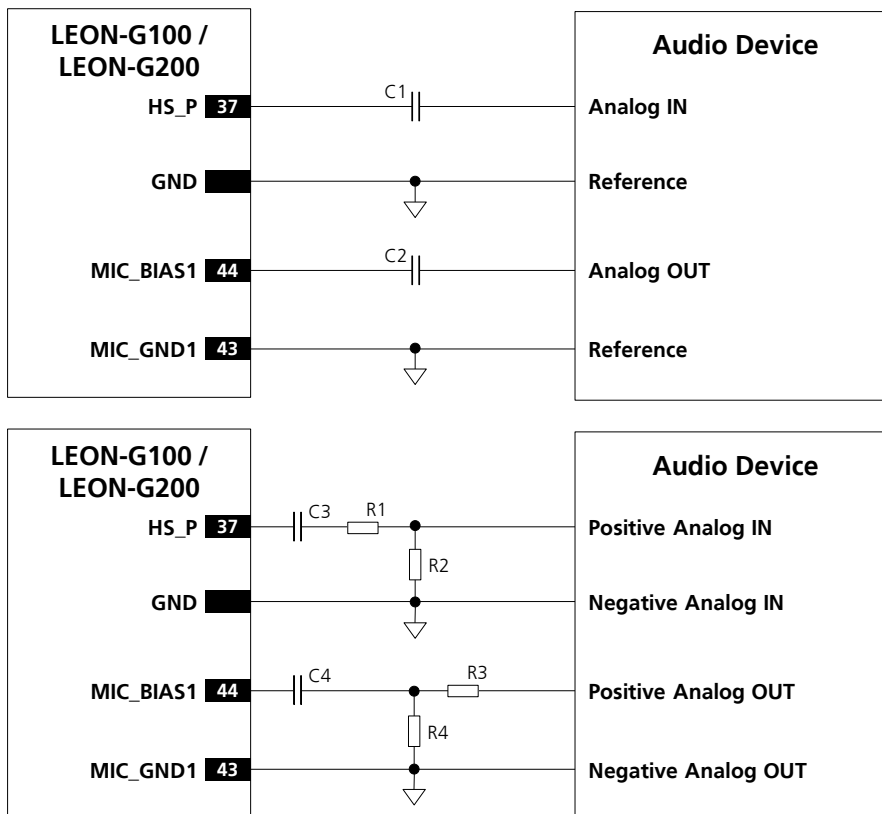 LEON-G100 /
LEON-G200
Audio Device
HS_P 37
C1
Analog IN
GND
Reference
MIC_BIAS1 44
C2
Analog OUT
MIC_GND1 43
Reference
LEON-G100 /
LEON-G200
Audio Device
HS_P 37
C3
R1
Positive Analog IN
R2
GND
Negative Analog IN
MIC_BIAS1 44
C4
R3
Positive Analog OUT
R4
MIC_GND1 43
Negative Analog OUT